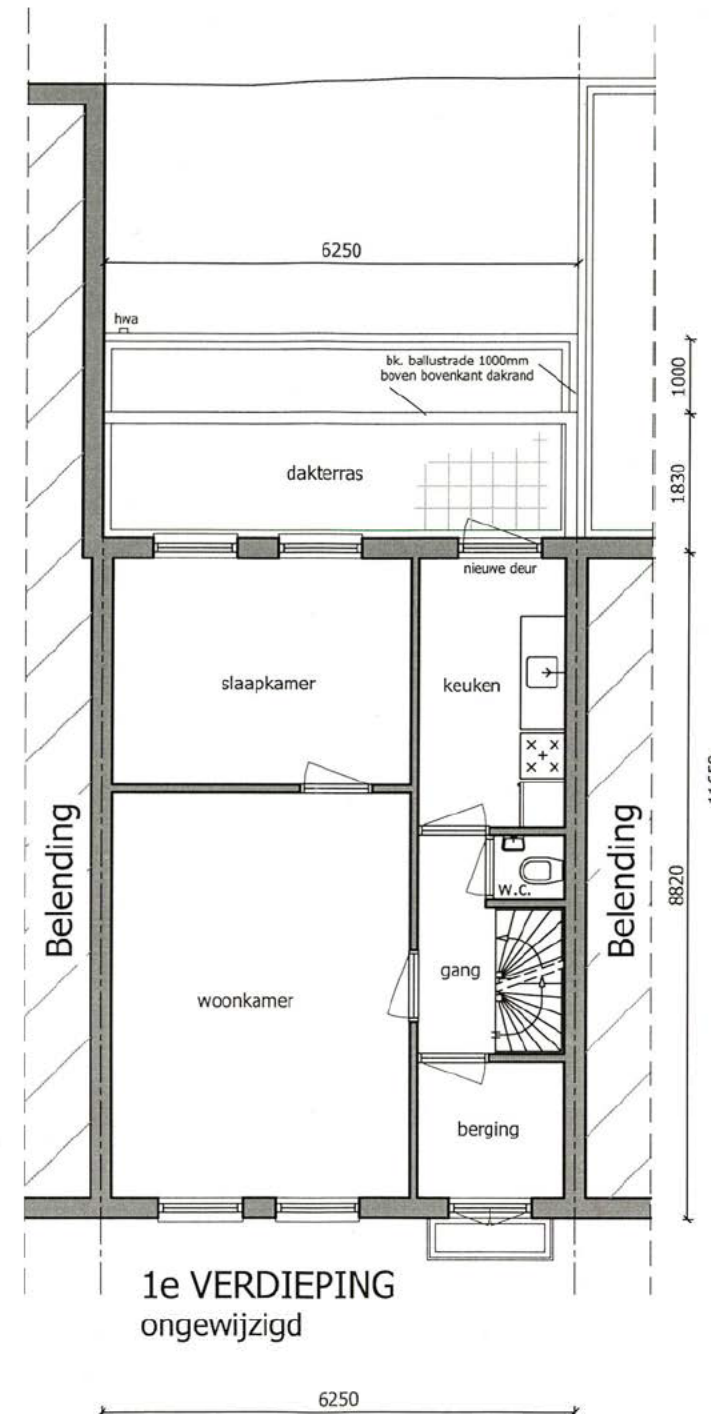 6250
hwa
bk. ballustrade 1000mm
boven bovenkant dakrand
1000
dakterras
1830
nieuwe deur
slaapkamer
keuken
Belending
Belending
w.c.
8820
gang
woonkamer
berging
1e VERDIEPING
ongewijzigd
6250